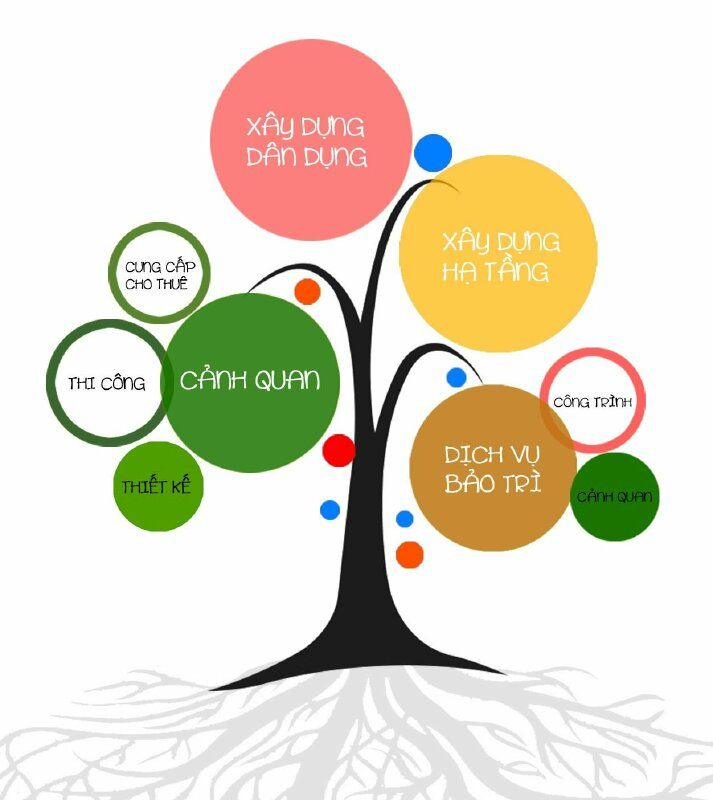 XÂY DỰNG
DÂN DỤNG
XÂY DỰNG
HẠ TẦNG
CUNG CẤP
CHO THUÊ
THI CÔNG
CẢNH QUAN
THIẾT KẾ
CÔNG TRÌNH
DỊCH VỤ
BẢO TRÌ
CẢNH QUAN